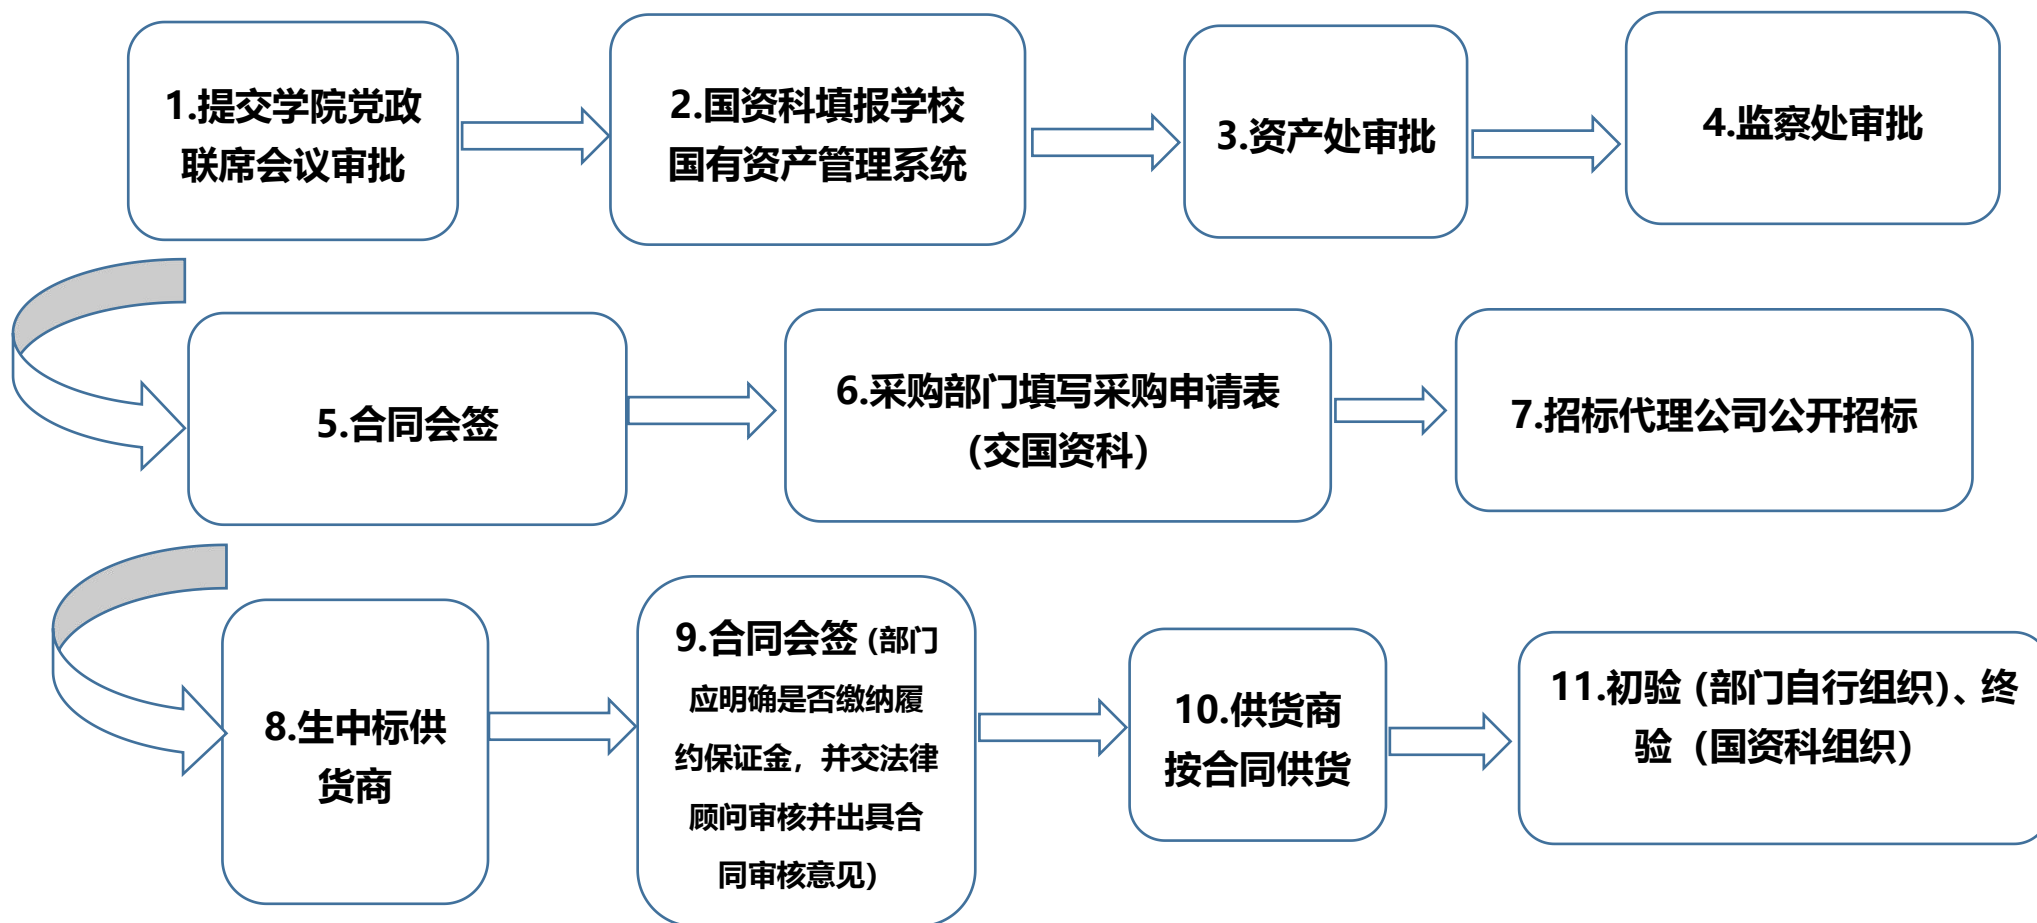 1.提交学院党政
联席会议审批
2.国资科填报学校
国有资产管理系统
3.资产处审批
4.监察处审批
5.合同会签
6.采购部门填写采购申请表
（交国资科）
7.招标代理公司公开招标
8.生中标供
货商
9.合同会签（部门
应明确是否缴纳履
约保证金，并交法律
顾问审核并出具合
同审核意见）
10.供货商
按合同供货
11.初验（部门自行组织）、终
验（国资科组织）